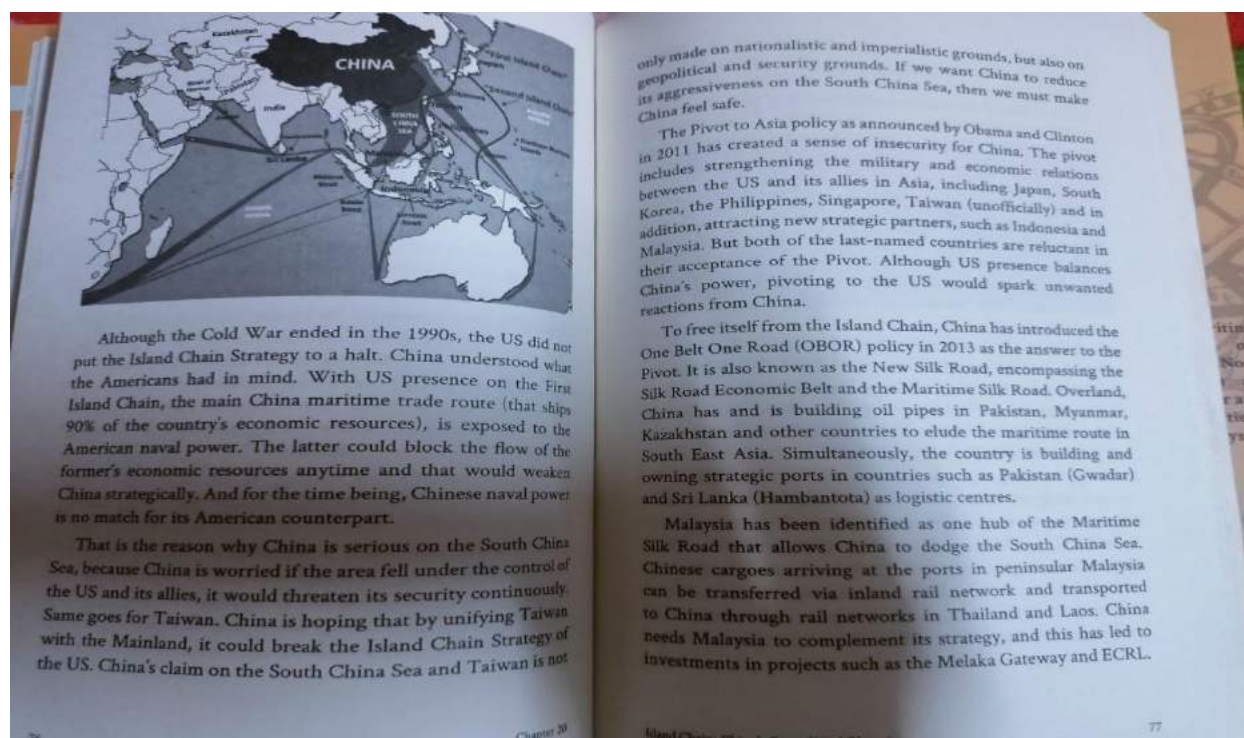 Kazakhstan
CHINA
"First Island Chain"
Japan
"Second Island Chain"
Pakistan
India
Taiwan
SOUTH
CHINA
SEA
Philippines
Sri Lanka
Indonesia
Although the Cold War ended in the 1990s, the US did not
put the Island Chain Strategy to a halt. China understood what
the Americans had in mind. With US presence on the First
Island Chain, the main China maritime trade route (that ships
90% of the country's economic resources), is exposed to the
American naval power. The latter could block the flow of the
former's economic resources anytime and that would weaken
China strategically. And for the time being, Chinese naval power
is no match for its American counterpart.
That is the reason why China is serious on the South China
Sea, because China is worried if the area fell under the control of
the US and its allies, it would threaten its security continuously.
Same goes for Taiwan. China is hoping that by unifying Taiwan
with the Mainland, it could break the Island Chain Strategy of
the US. China's claim on the South China Sea and Taiwan is not
Chapter 20
only made on nationalistic and imperialistic grounds, but also on
geopolitical and security grounds. If we want China to reduce
its aggressiveness on the South China Sea, then we must make
China feel safe.
The Pivot to Asia policy as announced by Obama and Clinton
in 2011 has created a sense of insecurity for China. The pivot
includes strengthening the military and economic relations
between the US and its allies in Asia, including Japan, South
Korea, the Philippines, Singapore, Taiwan (unofficially) and in
addition, attracting new strategic partners, such as Indonesia and
Malaysia. But both of the last-named countries are reluctant in
their acceptance of the Pivot. Although US presence balances
China's power, pivoting to the US would spark unwanted
reactions from China.
To free itself from the Island Chain, China has introduced the
One Belt One Road (OBOR) policy in 2013 as the answer to the
Pivot. It is also known as the New Silk Road, encompassing the
Silk Road Economic Belt and the Maritime Silk Road. Overland,
China has and is building oil pipes in Pakistan, Myanmar,
Kazakhstan and other countries to elude the maritime route in
South East Asia. Simultaneously, the country is building and
owning strategic ports in countries such as Pakistan (Gwadar)
and Sri Lanka (Hambantota) as logistic centres.
Malaysia has been identified as one hub of the Maritime
Silk Road that allows China to dodge the South China Sea.
Chinese cargoes arriving at the ports in peninsular Malaysia
can be transferred via inland rail network and transported
to China through rail networks in Thailand and Laos. China
needs Malaysia to complement its strategy, and this has led to
investments in projects such as the Melaka Gateway and ECRL.
77